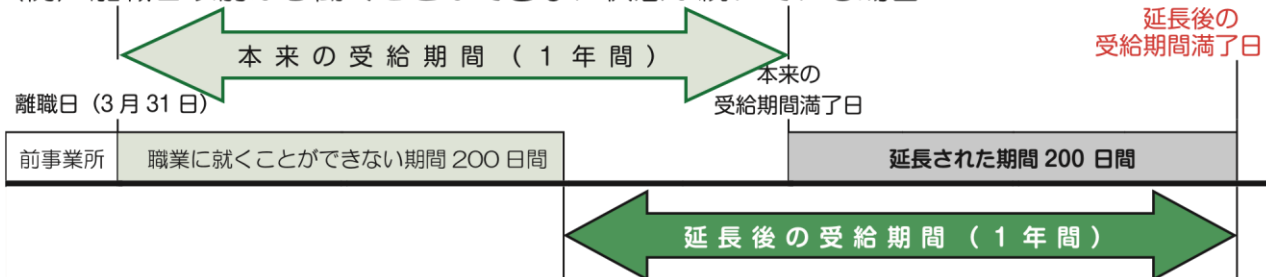 延長後の
受給期間満了日
本来の受給期間(1年間)
本来の
受給期間満了日
離職日(3月31日)
前事業所
職業に就くことができない期間200日間
延長された期間200日間
延長後の受給期間(1年間)